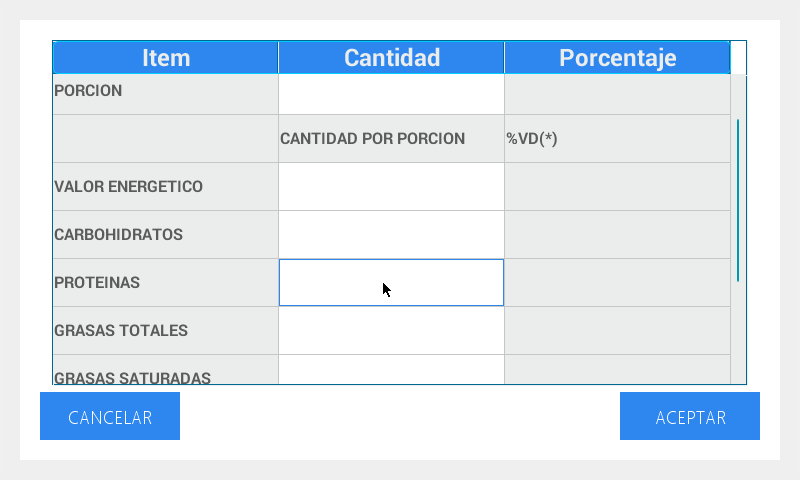 Item Cantidad Porcentaje
PORCION
CANTIDAD POR PORCION %VD(*)
VALOR ENERGETICO
CARBOHIDRATOS
PROTEINAS
GRASAS TOTALES
GRASAS SATURADAS
CANCELAR ACEPTAR